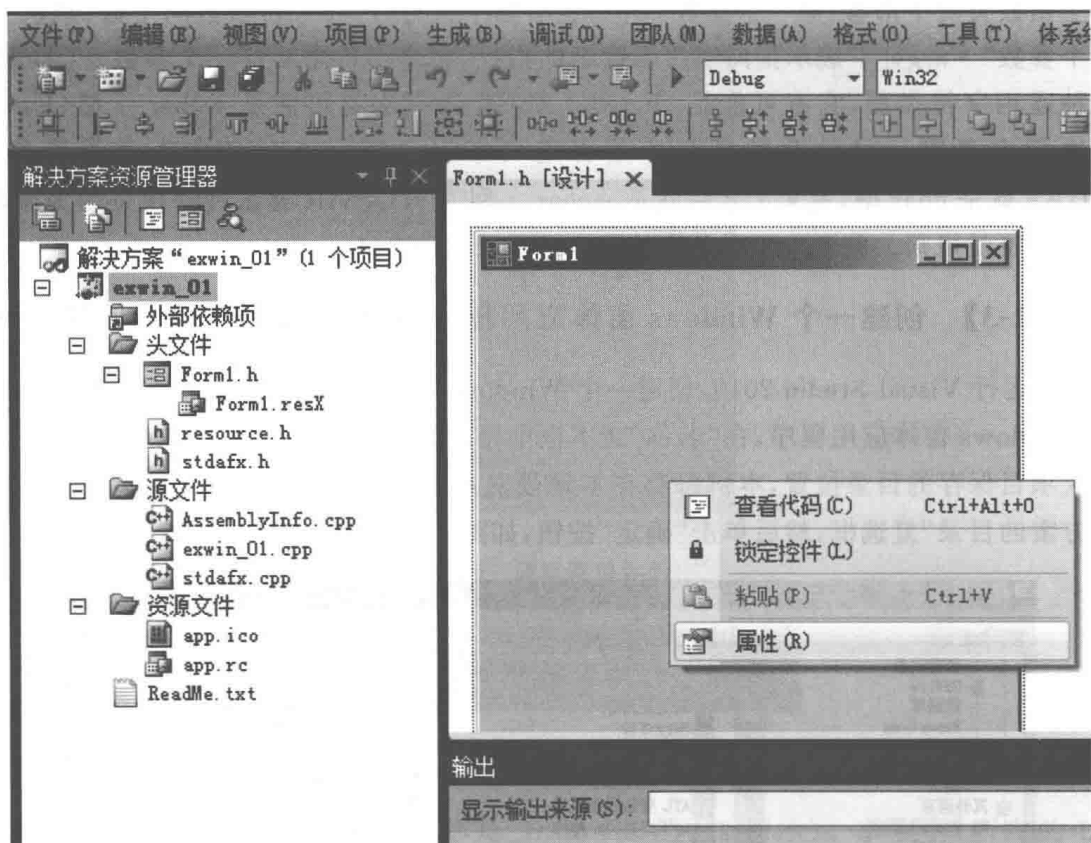 文件(F) 编辑(E) 视图(V) 项目(P) 生成(B) 调试(D) 团队(M) 数据(A) 格式(O) 工具(T) 体系
Debug Win32
解决方案资源管理器
Form1.h [设计]
解决方案“exwin_01”(1 个项目)
exwin_01
外部依赖项
头文件
Form1.h
Form1.resX
resource.h
stdafx.h
源文件
AssemblyInfo.cpp
exwin_01.cpp
stdafx.cpp
资源文件
app.ico
app.rc
ReadMe.txt
Form1
查看代码(C) Ctrl+Alt+0
锁定控件(L)
粘贴(P) Ctrl+V
属性(R)
输出
显示输出来源(S):